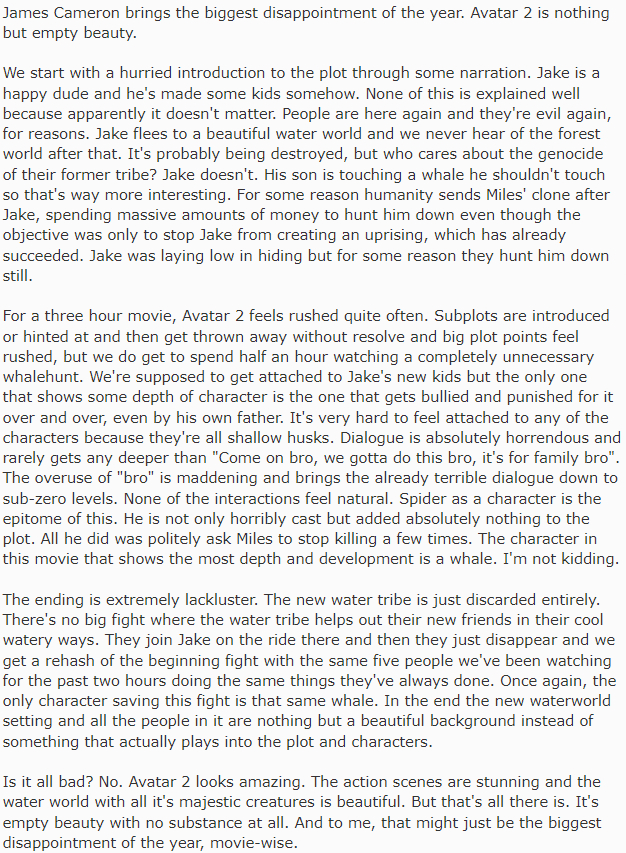 James Cameron brings the biggest disappointment of the year. Avatar 2 is nothing
but empty beauty.
We start with a hurried introduction to the plot through some narration. Jake is a
happy dude and he's made some kids somehow. None of this is explained well
because apparently it doesn't matter. People are here again and they're evil again,
for reasons. Jake flees to a beautiful water world and we never hear of the forest
world after that. It's probably being destroyed, but who cares about the genocide
of their former tribe? Jake doesn't. His son is touching a whale he shouldn't touch
so that's way more interesting. For some reason humanity sends Miles' clone after
Jake, spending massive amounts of money to hunt him down even though the
objective was only to stop Jake from creating an uprising, which has already
succeeded. Jake was laying low in hiding but for some reason they hunt him down
still.
For a three hour movie, Avatar 2 feels rushed quite often. Subplots are introduced
or hinted at and then get thrown away without resolve and big plot points feel
rushed, but we do get to spend half an hour watching a completely unnecessary
whalehunt. We're supposed to get attached to Jake's new kids but the only one
that shows some depth of character is the one that gets bullied and punished for it
over and over, even by his own father. It's very hard to feel attached to any of the
characters because they're all shallow husks. Dialogue is absolutely horrendous and
rarely gets any deeper than "Come on bro, we gotta do this bro, it's for family bro".
The overuse of "bro" is maddening and brings the already terrible dialogue down to
sub-zero levels. None of the interactions feel natural. Spider as a character is the
epitome of this. He is not only horribly cast but added absolutely nothing to the
plot. All he did was politely ask Miles to stop killing a few times. The character in
this movie that shows the most depth and development is a whale. I'm not kidding.
The ending is extremely lackluster. The new water tribe is just discarded entirely.
There's no big fight where the water tribe helps out their new friends in their cool
watery ways. They join Jake on the ride there and then they just disappear and we
get a rehash of the beginning fight with the same five people we've been watching
for the past two hours doing the same things they've always done. Once again, the
only character saving this fight is that same whale. In the end the new waterworld
setting and all the people in it are nothing but a beautiful background instead of
something that actually plays into the plot and characters.
Is it all bad? No. Avatar 2 looks amazing. The action scenes are stunning and the
water world with all it's majestic creatures is beautiful. But that's all there is. It's
empty beauty with no substance at all. And to me, that might just be the biggest
disappointment of the year, movie-wise.